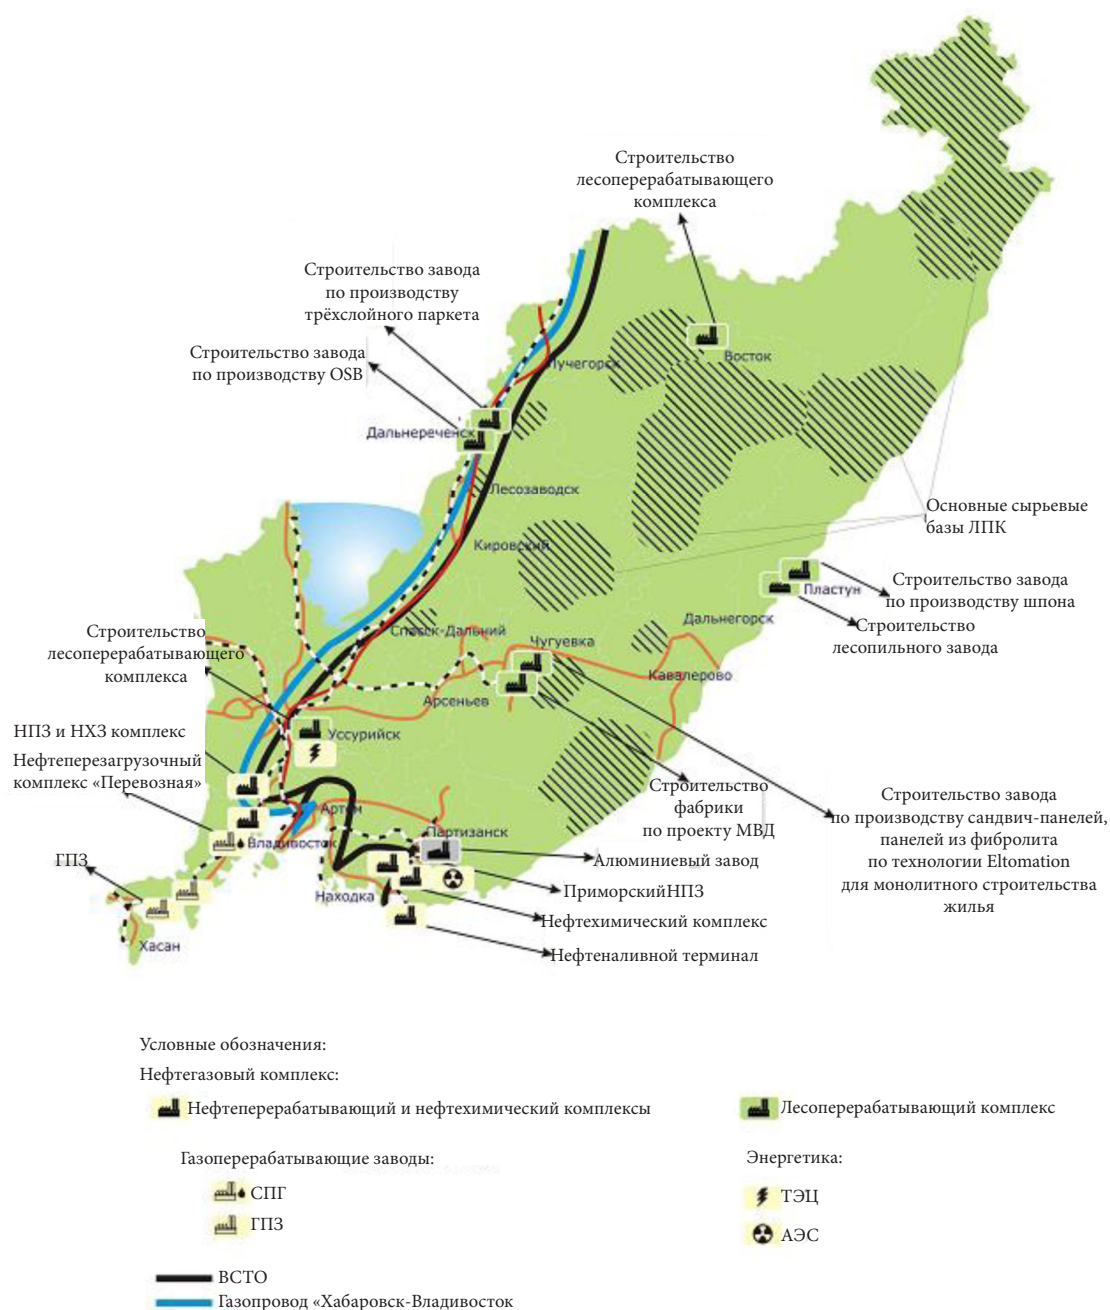 Строительство
лесоперерабатывающего
комплекса
Строительство завода
по производству
трёхслойного паркета
Строительство завода
по производству OSB
Лучегорск
Восток
Дальнереченск
Лесозаводск
Основные сырьевые
базы ЛПК
Кировский
Строительство завода
по производству шпона
Пластун
Строительство
лесопильного завода
Дальнегорск
Спасск-Дальний
Чугуевка
Строительство
лесоперерабатывающего
комплекса
Кавалерово
Арсеньев
НПЗ и НХЗ комплекс
Уссурийск
Нефтеперезагрузочный
комплекс «Перевозная»
Строительство
фабрики
по проекту МВД
Строительство завода
по производству сандвич-панелей,
панелей из фибролита
по технологии Eltomation
для монолитного строительства
жилья
Артем
Партизанск
Владивосток
ГПЗ
Алюминиевый завод
ПриморскийНПЗ
Находка
Нефтехимический комплекс
Хасан
Нефтеналивной терминал
Условные обозначения:
Нефтегазовый комплекс:
Нефтеперерабатывающий и нефтехимический комплексы
Лесоперерабатывающий комплекс
Газоперерабатывающие заводы:
Энергетика:
СПГ
ТЭЦ
ГПЗ
АЭС
ВСТО
Газопровод «Хабаровск-Владивосток